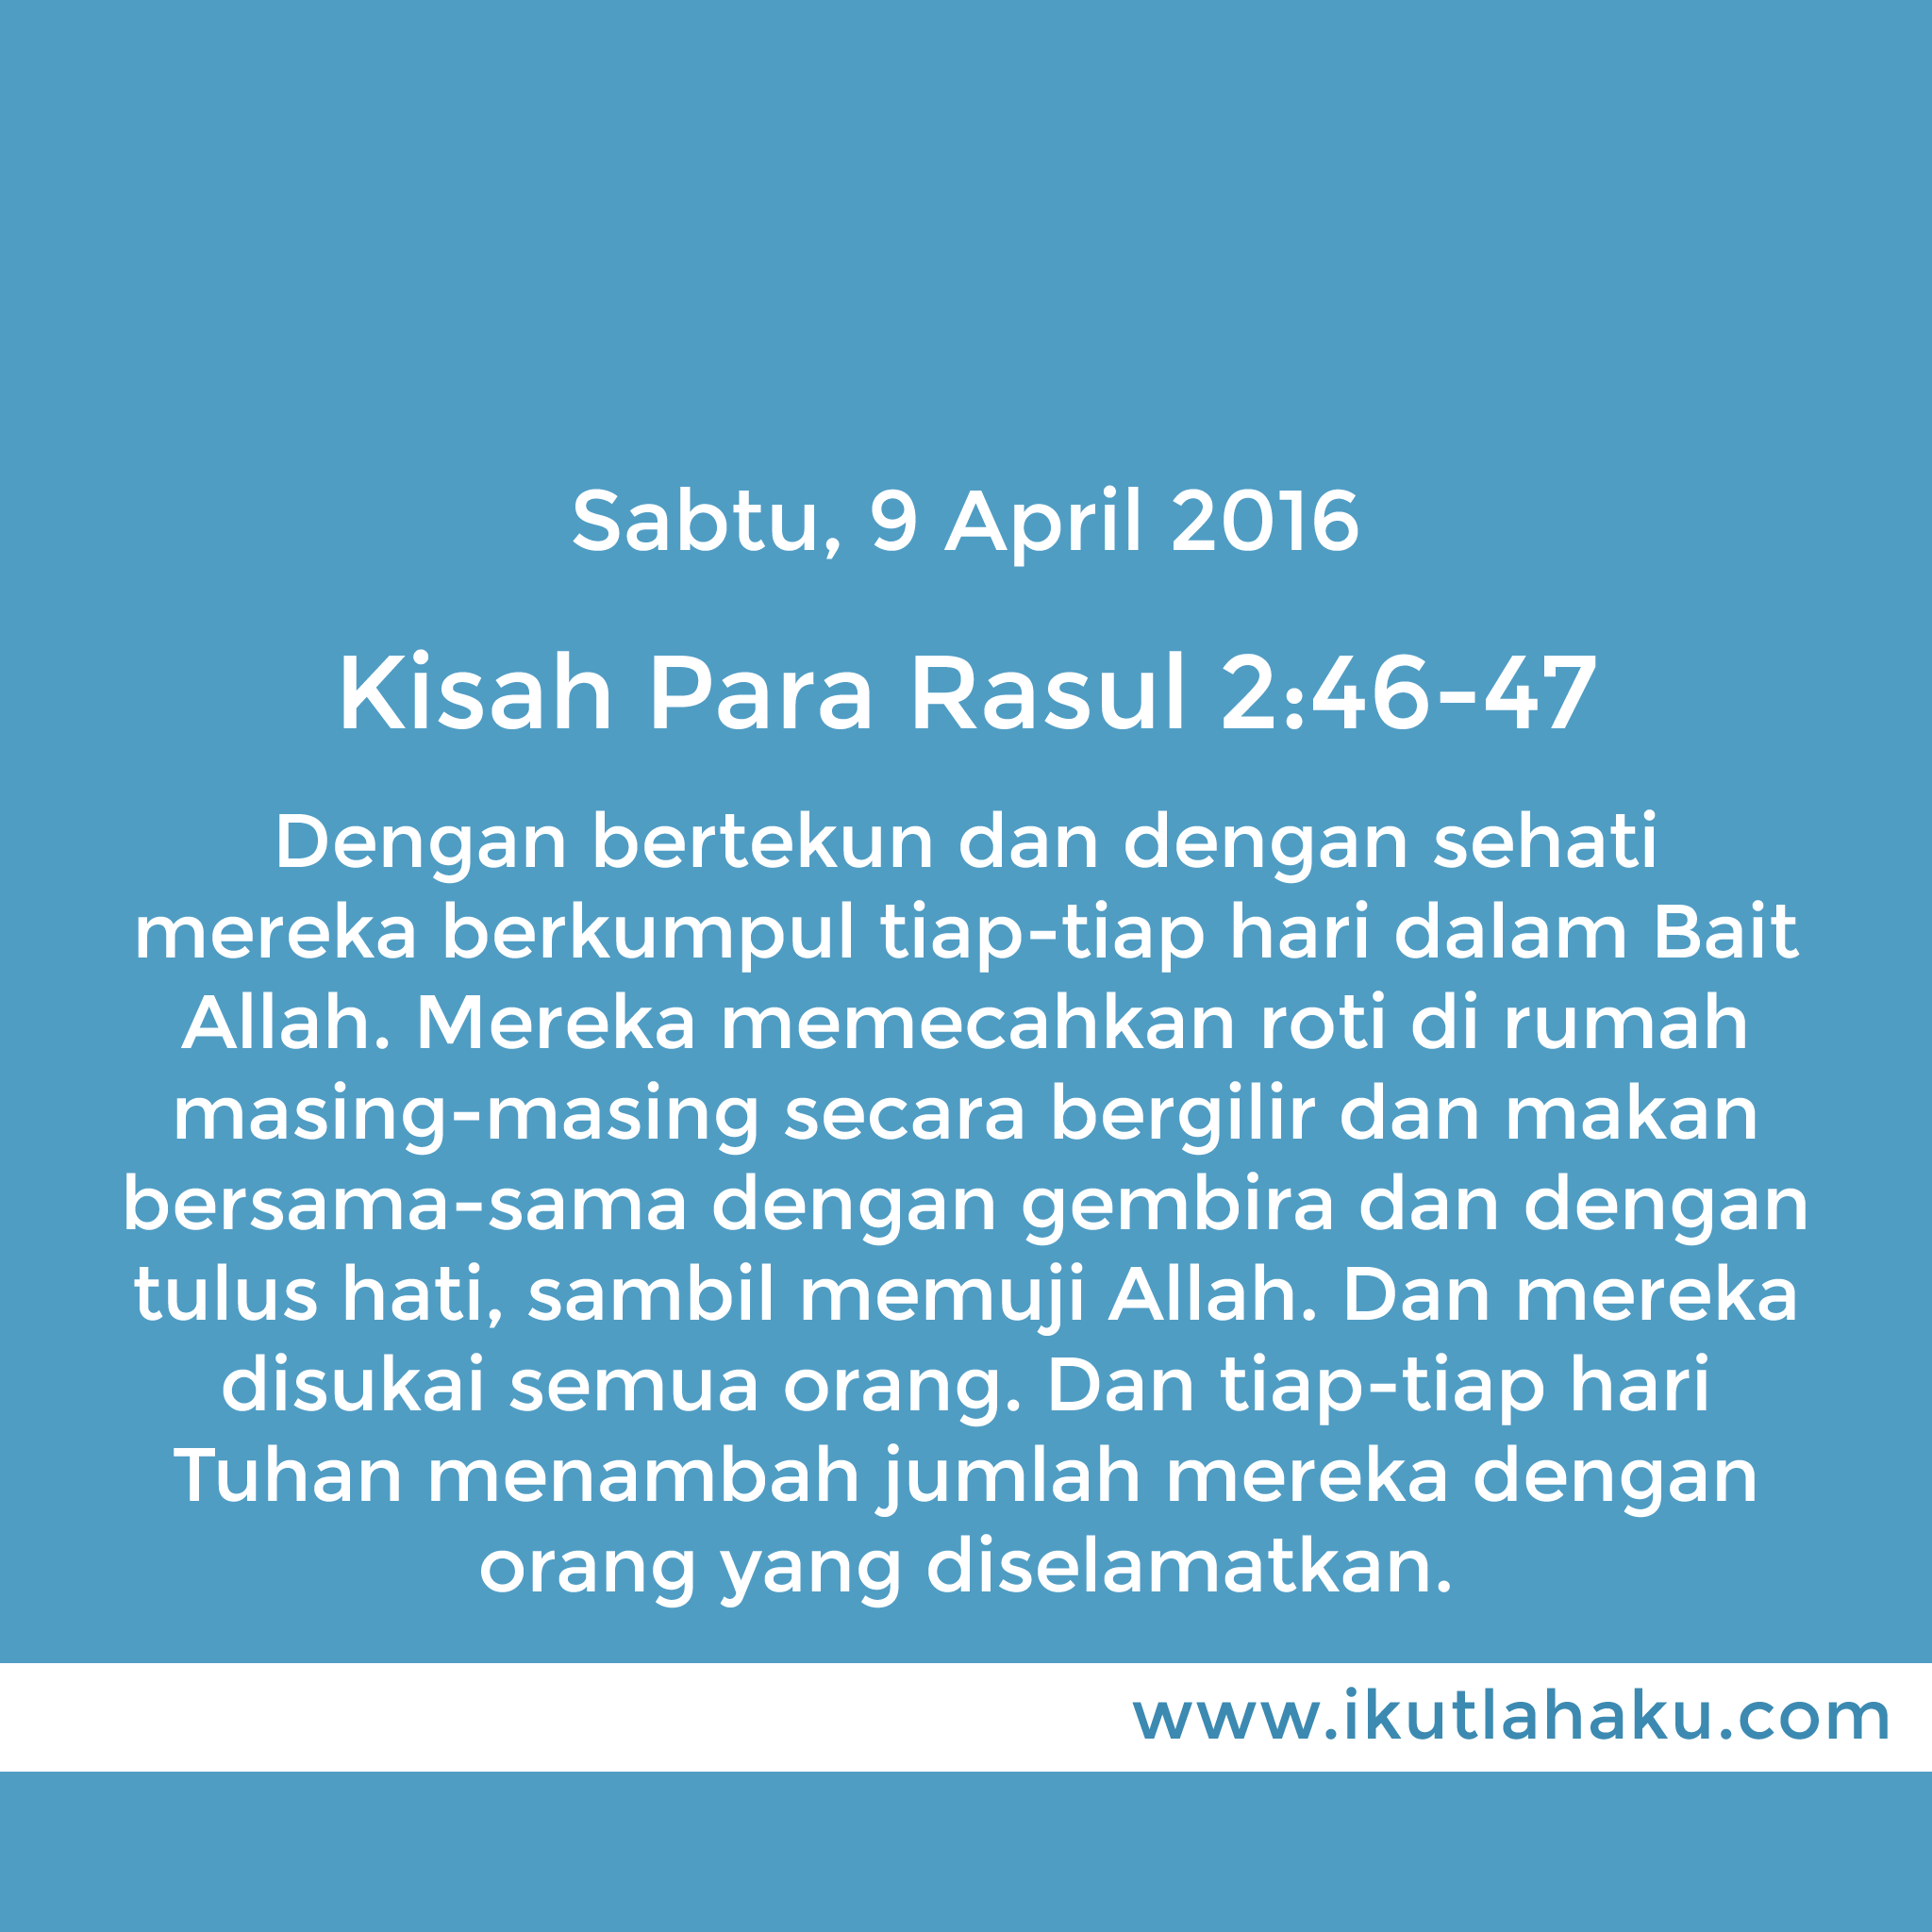 Sabtu, 9 April 2016
Kisah Para Rasul 2:46-47
Dengan bertekun dan dengan sehati
mereka berkumpul tiap-tiap hari dalam Bait
Allah. Mereka memecahkan roti di rumah
masing-masing secara bergilir dan makan
bersama-sama dengan gembira dan dengan
tulus hati, sambil memuji Allah. Dan mereka
disukai semua orang. Dan tiap-tiap hari
Tuhan menambah jumlah mereka dengan
orang yang diselamatkan.
www.ikutlahaku.com